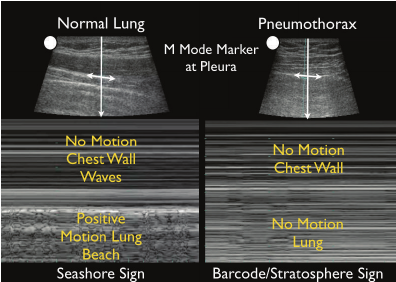 Normal Lung
Pneumothorax
M Mode Marker
at Pleura
No Motion
Chest Wall
Waves
No Motion
Chest Wall
Positive
Motion Lung
Beach
No Motion
Lung
Seashore Sign
Barcode/Stratosphere Sign